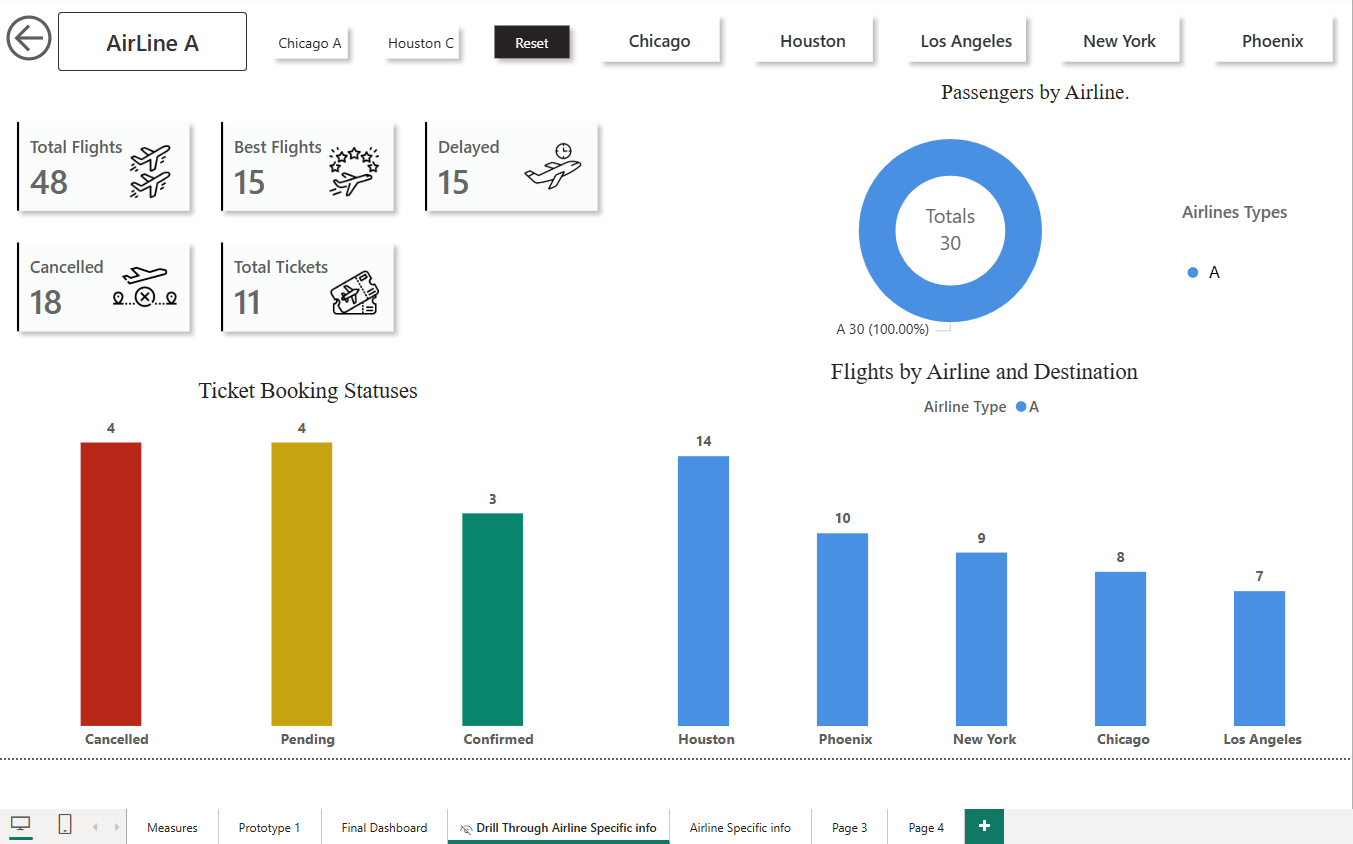 AirLine A
Chicago A
Houston C
Reset
Chicago
Houston
Los Angeles
New York
Phoenix
Passengers by Airline.
Total Flights
48
Best Flights
15
Delayed
15
Cancelled
18
Total Tickets
11
Totals
30
A 30 (100.00%)
Airlines Types
A
Ticket Booking Statuses
4
4
3
Cancelled
Pending
Confirmed
Flights by Airline and Destination
Airline Type A
14
10
9
8
7
Houston
Phoenix
New York
Chicago
Los Angeles
Measures
Prototype 1
Final Dashboard
Drill Through Airline Specific info
Airline Specific info
Page 3
Page 4